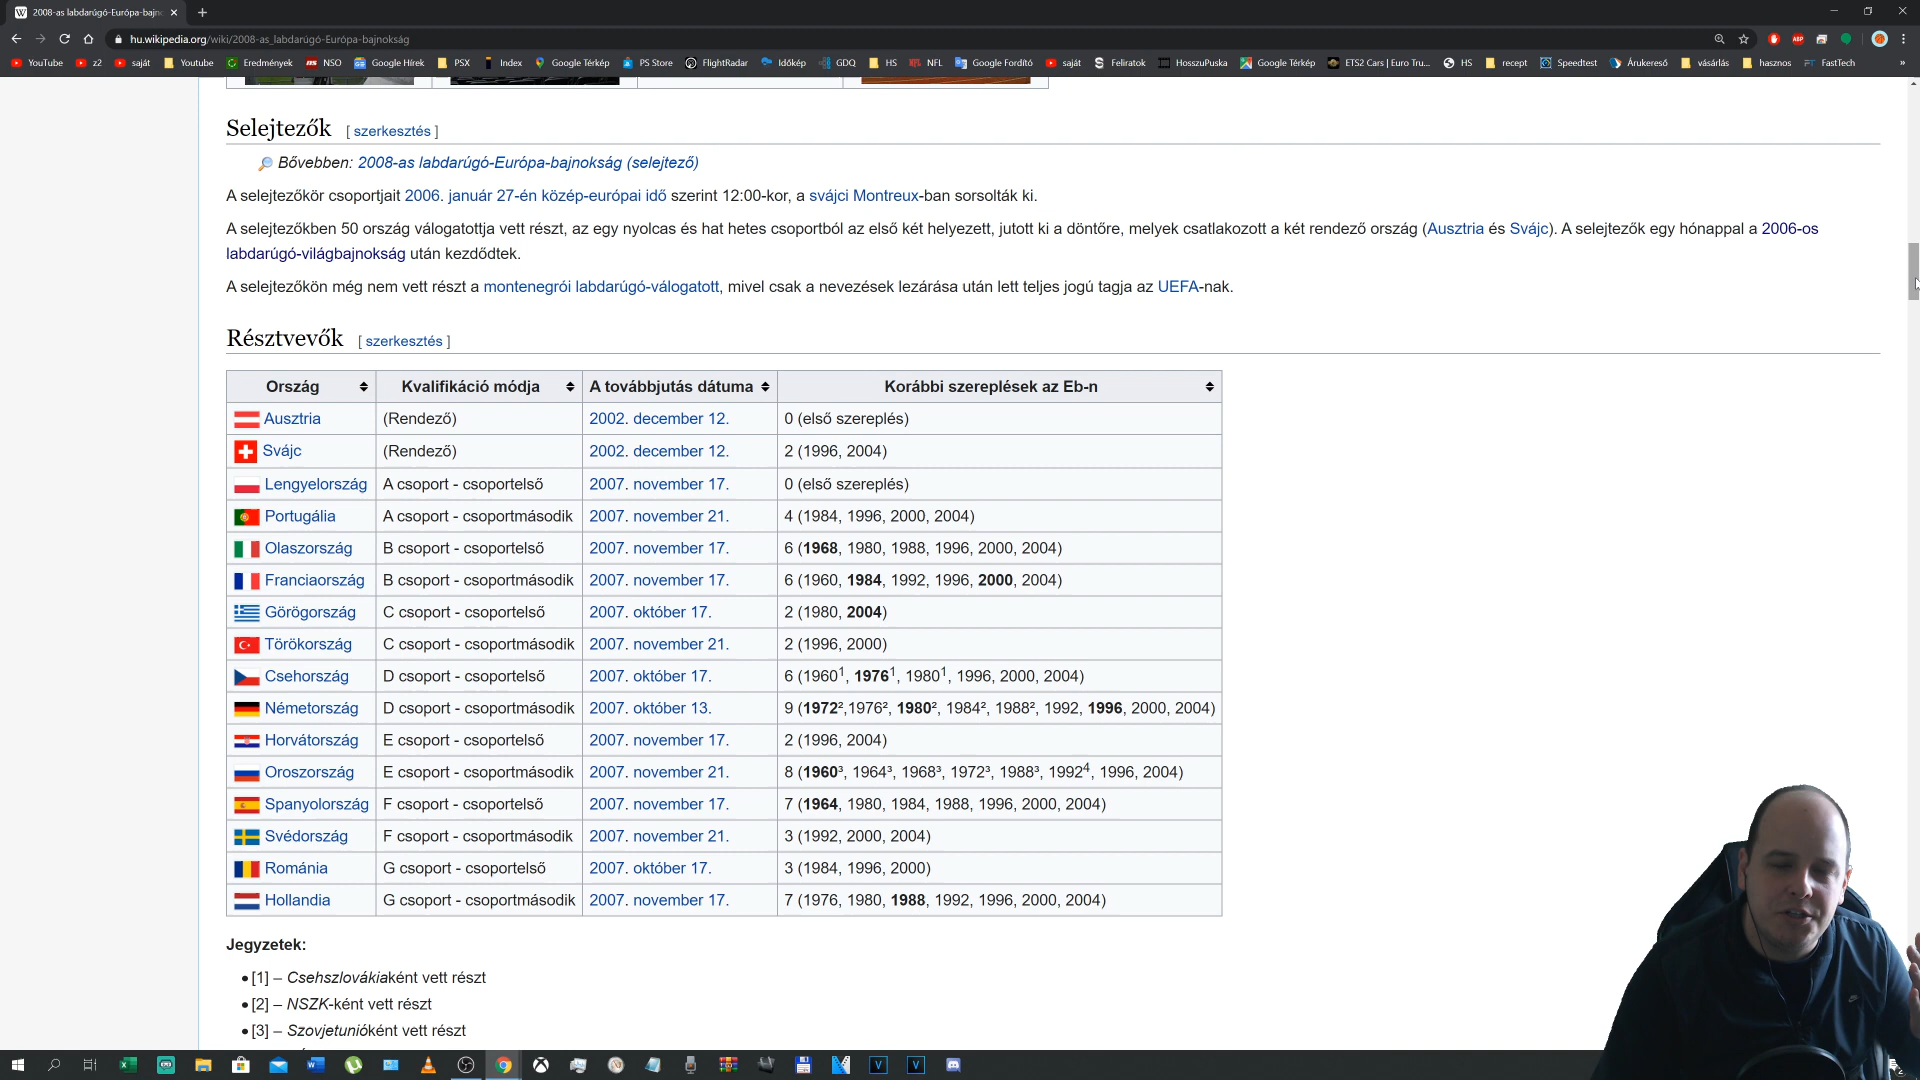 2008-as labdarúgó-Európa-bajn
hu.wikipedia.org/wiki/2008-as_labdarúgó-Európa-bajnokság
YouTube z2 saját Youtube Eredmények NSO Google Hírek PSX Index Google Térkép PS Store FlightRadar Időkép GDQ HS NFL Google Fordító saját Feliratok HosszuPuska Google Térkép ETS2 Cars | Euro Tru... HS recept Speedtest Árukereső vásárlás hasznos FastTech »
Selejtezők [ szerkesztés ]
Bővebben: 2008-as labdarúgó-Európa-bajnokság (selejtező)
A selejtezőkör csoportjait 2006. január 27-én közép-európai idő szerint 12:00-kor, a svájci Montreux-ban sorsolták ki.
A selejtezőkben 50 ország válogatottja vett részt, az egy nyolcas és hat hetes csoportból az első két helyezett, jutott ki a döntőre, melyek csatlakozott a két rendező ország (Ausztria és Svájc). A selejtezők egy hónappal a 2006-os
labdarúgó-világbajnokság után kezdődtek.
A selejtezőkön még nem vett részt a montenegrói labdarúgó-válogatott, mivel csak a nevezések lezárása után lett teljes jogú tagja az UEFA-nak.
Résztvevők [ szerkesztés ]
Ország Kvalifikáció módja A továbbjutás dátuma Korábbi szereplések az Eb-n
Ausztria (Rendező) 2002. december 12. 0 (első szereplés)
Svájc (Rendező) 2002. december 12. 2 (1996, 2004)
Lengyelország A csoport - csoportelső 2007. november 17. 0 (első szereplés)
Portugália A csoport - csoportmásodik 2007. november 21. 4 (1984, 1996, 2000, 2004)
Olaszország B csoport - csoportelső 2007. november 17. 6 (1968, 1980, 1988, 1996, 2000, 2004)
Franciaország B csoport - csoportmásodik 2007. november 17. 6 (1960, 1984, 1992, 1996, 2000, 2004)
Görögország C csoport - csoportelső 2007. október 17. 2 (1980, 2004)
Törökország C csoport - csoportmásodik 2007. november 21. 2 (1996, 2000)
Csehország D csoport - csoportelső 2007. október 17. 6 (1960¹, 1976¹, 1980¹, 1996, 2000, 2004)
Németország D csoport - csoportmásodik 2007. október 13. 9 (1972²,1976², 1980², 1984², 1988², 1992, 1996, 2000, 2004)
Horvátország E csoport - csoportelső 2007. november 17. 2 (1996, 2004)
Oroszország E csoport - csoportmásodik 2007. november 21. 8 (1960³, 1964³, 1968³, 1972³, 1988³, 1992⁴, 1996, 2004)
Spanyolország F csoport - csoportelső 2007. november 17. 7 (1964, 1980, 1984, 1988, 1996, 2000, 2004)
Svédország F csoport - csoportmásodik 2007. november 21. 3 (1992, 2000, 2004)
Románia G csoport - csoportelső 2007. október 17. 3 (1984, 1996, 2000)
Hollandia G csoport - csoportmásodik 2007. november 17. 7 (1976, 1980, 1988, 1992, 1996, 2000, 2004)
Jegyzetek:
• [1] – Csehszlovákiaként vett részt
• [2] – NSZK-ként vett részt
• [3] – Szovjetunióként vett részt